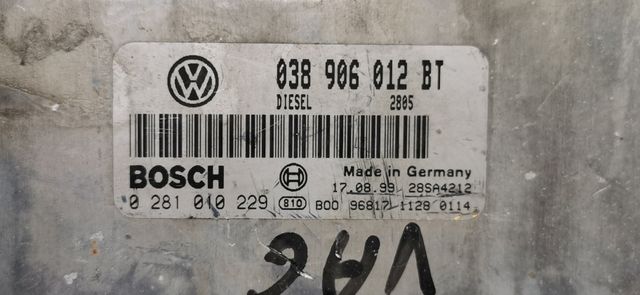 038 906 012 BT
DIESEL 2805
BOSCH Made in Germany
17.08.99 28SA4212
0 281 010 229 810 B00 96817 1128 0114